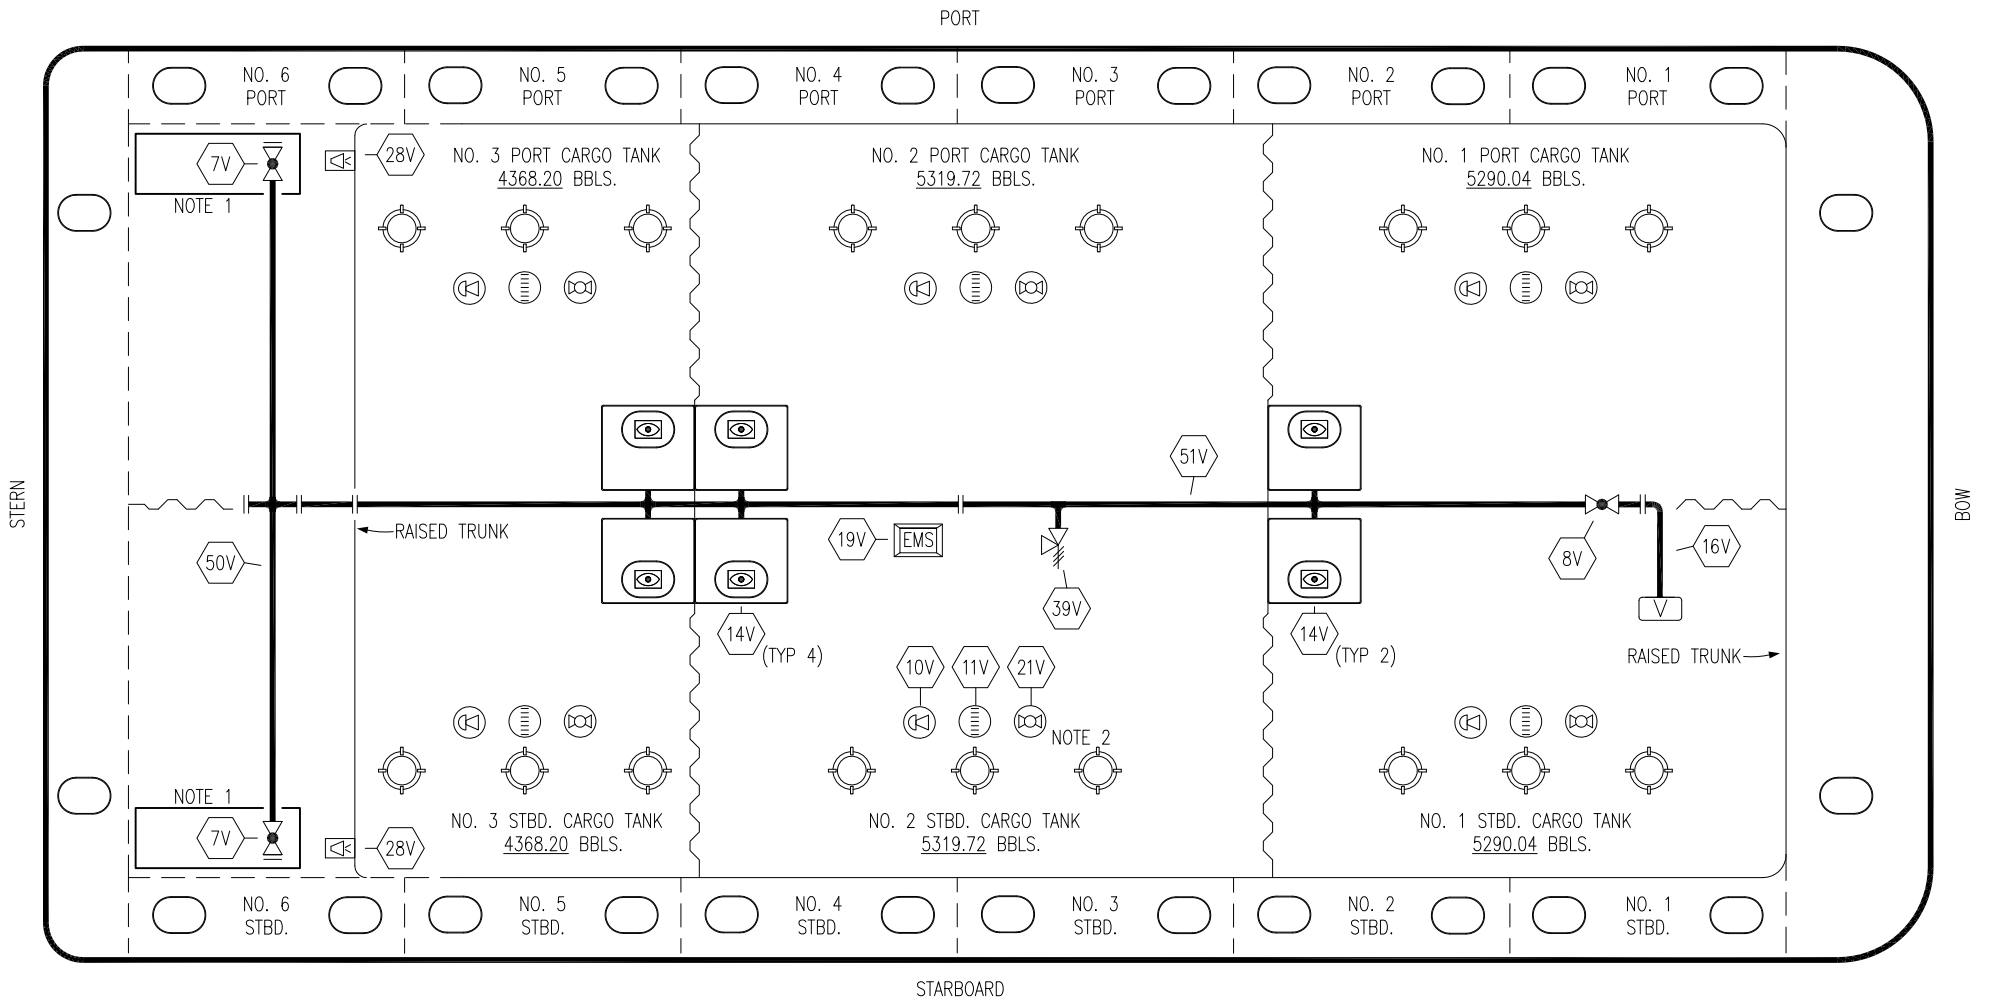 PORT
NO. 6
PORT
NO. 5
PORT
NO. 4
PORT
NO. 3
PORT
NO. 2
PORT
NO. 1
PORT
7V
NOTE 1
28V
NO. 3 PORT CARGO TANK
4368.20 BBLS.
NO. 2 PORT CARGO TANK
5319.72 BBLS.
NO. 1 PORT CARGO TANK
5290.04 BBLS.
STERN
BOW
51V
RAISED TRUNK
50V
19V
EMS
39V
8V
16V
V
14V
(TYP 4)
14V
(TYP 2)
RAISED TRUNK
10V
11V
21V
NOTE 2
NOTE 1
7V
28V
NO. 3 STBD. CARGO TANK
4368.20 BBLS.
NO. 2 STBD. CARGO TANK
5319.72 BBLS.
NO. 1 STBD. CARGO TANK
5290.04 BBLS.
NO. 6
STBD.
NO. 5
STBD.
NO. 4
STBD.
NO. 3
STBD.
NO. 2
STBD.
NO. 1
STBD.
STARBOARD